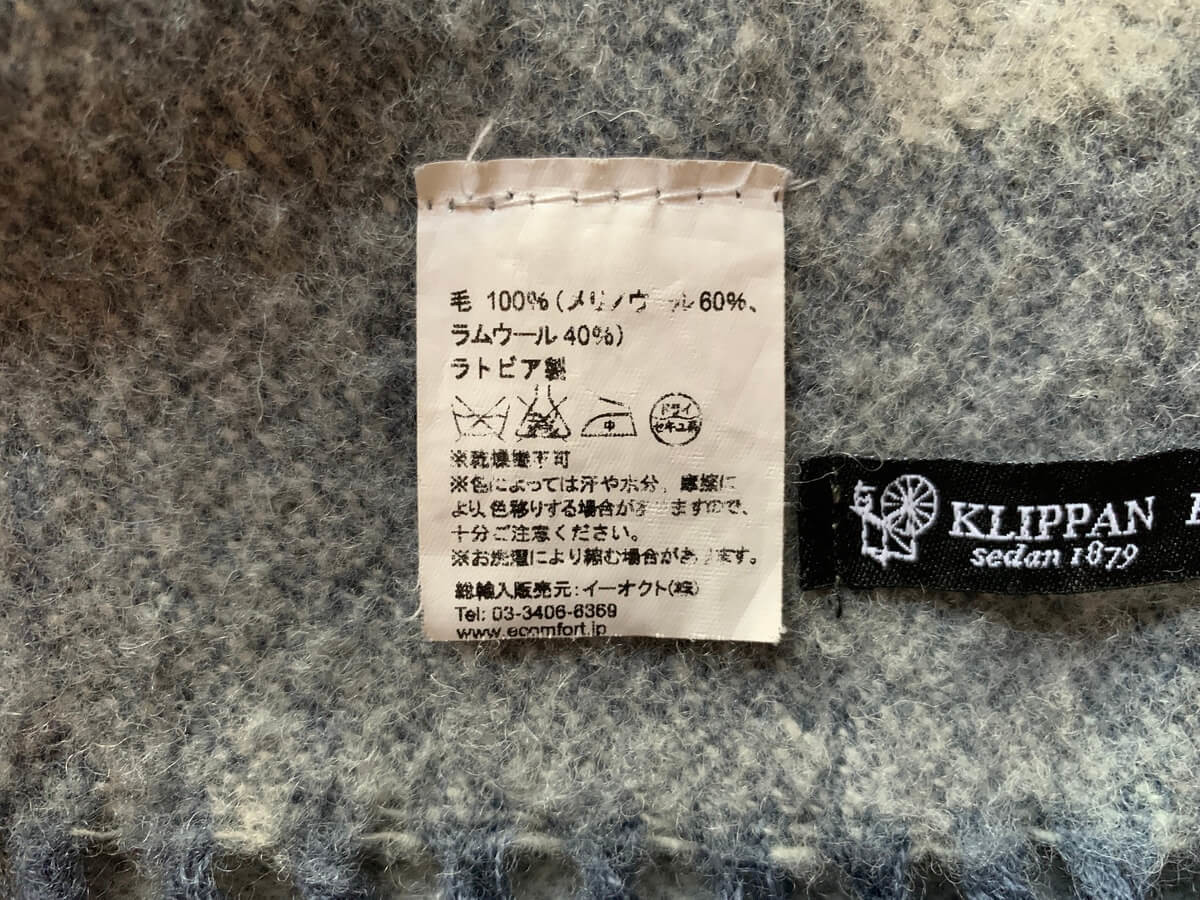 毛 100%(メリノウール60%、
ラムウール 40%)
ラトビア製
中
ドライ
セキユ系
※乾燥機不可
※色によっては汗や水分、摩擦に
より、色移りする場合がありますので、
十分ご注意ください。
※お洗濯により縮む場合があります。
総輸入販売元:イーオクト(株)
Tel: 03-3406-6369
www.ecomfort.jp
KLIPPAN
sedan 1879